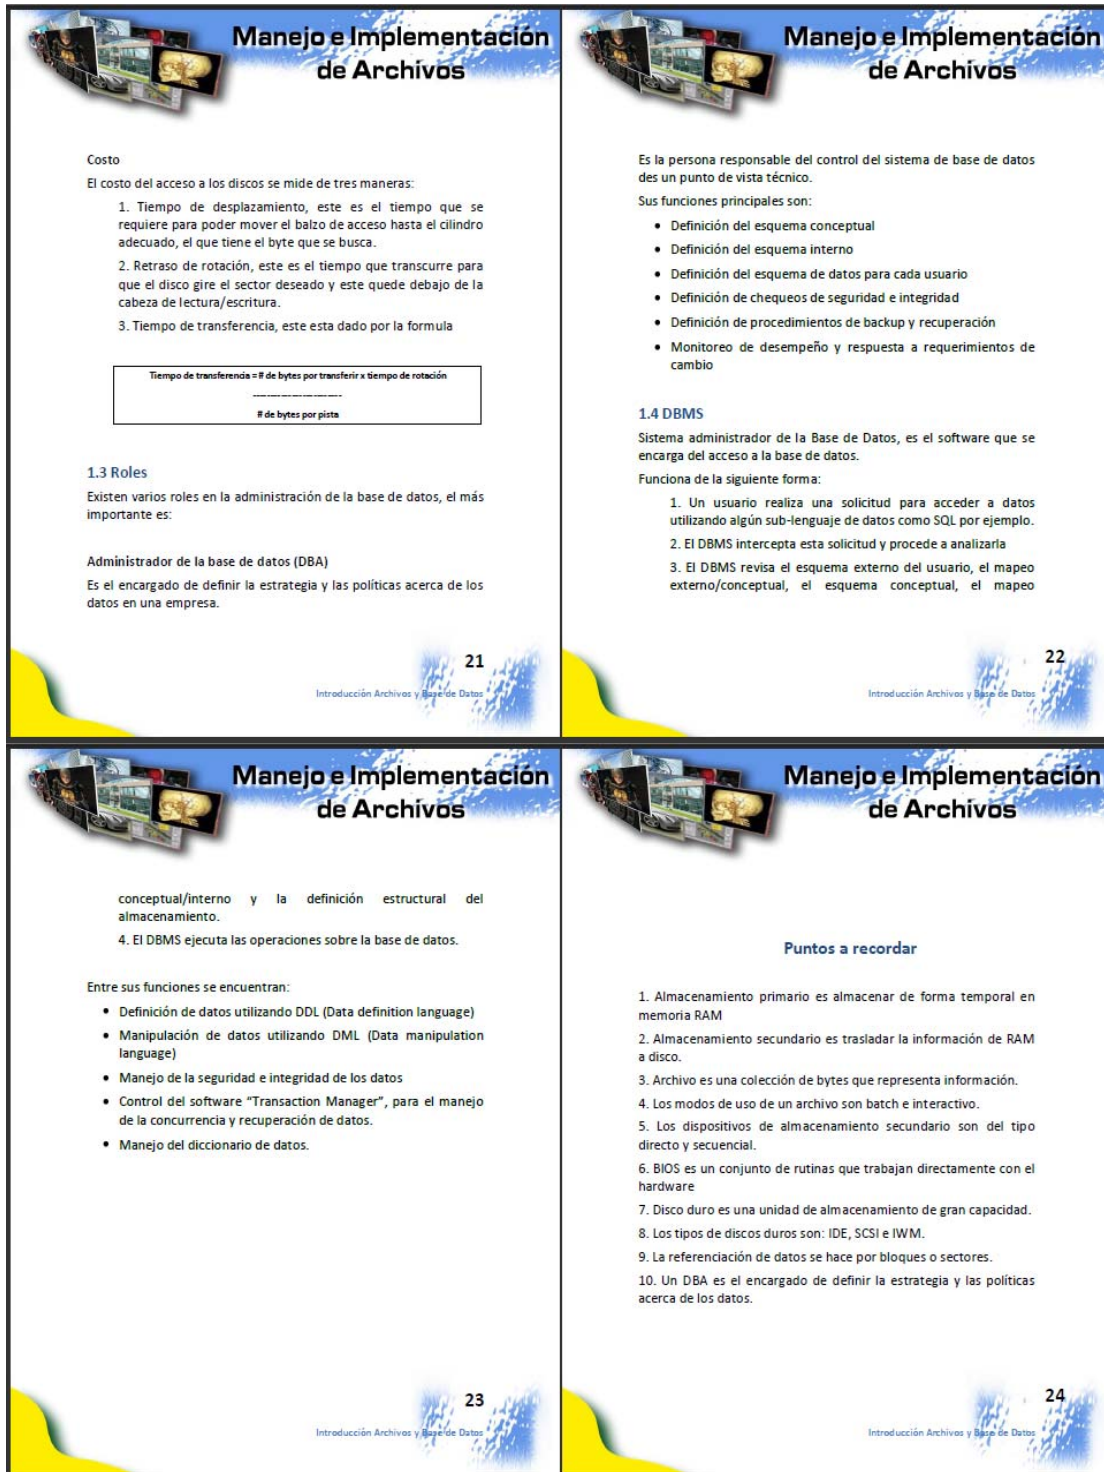 Manejo e Implementación
de Archivos
Costo
El costo del acceso a los discos se mide de tres maneras:
1. Tiempo de desplazamiento, este es el tiempo que se
requiere para poder mover el balzo de acceso hasta el cilindro
adecuado, el que tiene el byte que se busca.
2. Retraso de rotación, este es el tiempo que transcurre para
que el disco gire el sector deseado y este quede debajo de la
cabeza de lectura/escritura.
3. Tiempo de transferencia, este esta dado por la formula
Tiempo de transferencia = # de bytes por transferir x tiempo de rotación
------------------------
# de bytes por pista
1.3 Roles
Existen varios roles en la administración de la base de datos, el más
importante es:
Administrador de la base de datos (DBA)
Es el encargado de definir la estrategia y las políticas acerca de los
datos en una empresa.
21
Introducción Archivos y Base de Datos
Manejo e Implementación
de Archivos
Es la persona responsable del control del sistema de base de datos
des un punto de vista técnico.
Sus funciones principales son:
• Definición del esquema conceptual
• Definición del esquema interno
• Definición del esquema de datos para cada usuario
• Definición de chequeos de seguridad e integridad
• Definición de procedimientos de backup y recuperación
• Monitoreo de desempeño y respuesta a requerimientos de
cambio
1.4 DBMS
Sistema administrador de la Base de Datos, es el software que se
encarga del acceso a la base de datos.
Funciona de la siguiente forma:
1. Un usuario realiza una solicitud para acceder a datos
utilizando algún sub-lenguaje de datos como SQL por ejemplo.
2. El DBMS intercepta esta solicitud y procede a analizarla
3. El DBMS revisa el esquema externo del usuario, el mapeo
externo/conceptual, el esquema conceptual, el mapeo
22
Introducción Archivos y Base de Datos
Manejo e Implementación
de Archivos
conceptual/interno y la definición estructural del
almacenamiento.
4. El DBMS ejecuta las operaciones sobre la base de datos.
Entre sus funciones se encuentran:
• Definición de datos utilizando DDL (Data definition language)
• Manipulación de datos utilizando DML (Data manipulation
language)
• Manejo de la seguridad e integridad de los datos
• Control del software “Transaction Manager”, para el manejo
de la concurrencia y recuperación de datos.
• Manejo del diccionario de datos.
23
Introducción Archivos y Base de Datos
Manejo e Implementación
de Archivos
Puntos a recordar
1. Almacenamiento primario es almacenar de forma temporal en
memoria RAM
2. Almacenamiento secundario es trasladar la información de RAM
a disco.
3. Archivo es una colección de bytes que representa información.
4. Los modos de uso de un archivo son batch e interactivo.
5. Los dispositivos de almacenamiento secundario son del tipo
directo y secuencial.
6. BIOS es un conjunto de rutinas que trabajan directamente con el
hardware
7. Disco duro es una unidad de almacenamiento de gran capacidad.
8. Los tipos de discos duros son: IDE, SCSI e IWM.
9. La referenciación de datos se hace por bloques o sectores.
10. Un DBA es el encargado de definir la estrategia y las políticas
acerca de los datos.
24
Introducción Archivos y Base de Datos